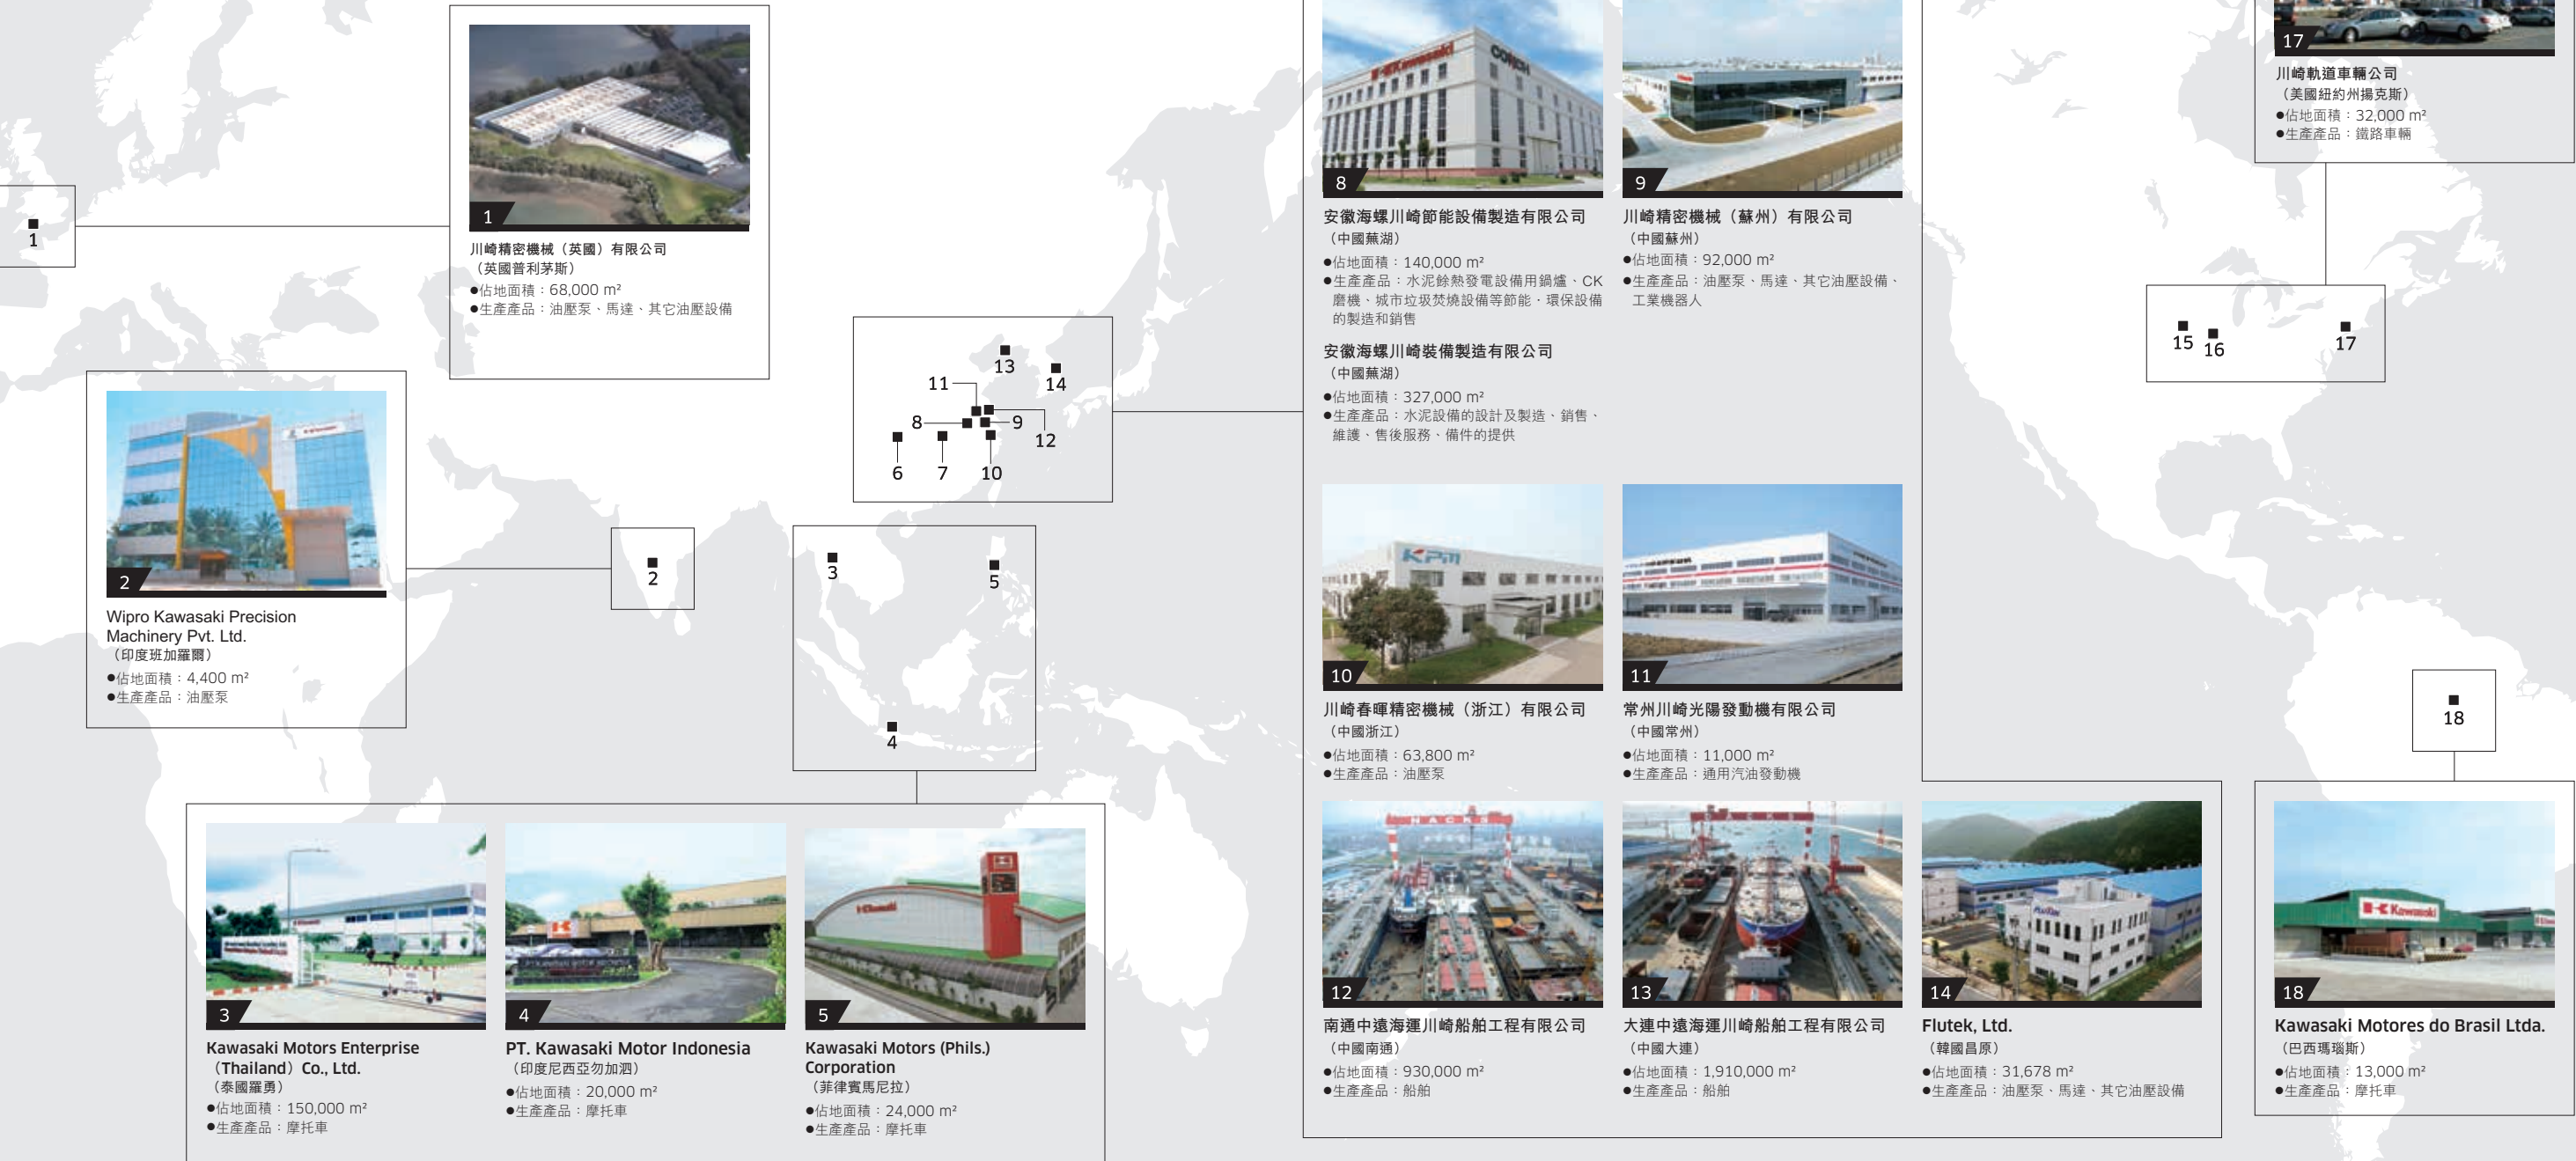 1
1
川崎精密機械（英國）有限公司
（英國普利茅斯）
●佔地面積：68,000 m²
●生產產品：油壓泵、馬達、其它油壓設備
2
Wipro Kawasaki Precision
Machinery Pvt. Ltd.
（印度班加羅爾）
●佔地面積：4,400 m²
●生產產品：油壓泵
2
3
4
5
3
Kawasaki Motors Enterprise
（Thailand）Co., Ltd.
（泰國羅勇）
●佔地面積：150,000 m²
●生產產品：摩托車
4
PT. Kawasaki Motor Indonesia
（印度尼西亞勿加泗）
●佔地面積：20,000 m²
●生產產品：摩托車
Kawasaki
5
Kawasaki Motors (Phils.)
Corporation
（菲律賓馬尼拉）
●佔地面積：24,000 m²
●生產產品：摩托車
13
14
11
8
9
12
6
7
10
Kawasaki CONCH
8
安徽海螺川崎節能設備製造有限公司
（中國蕪湖）
●佔地面積：140,000 m²
●生產產品：水泥餘熱發電設備用鍋爐、CK
磨機、城市垃圾焚燒設備等節能・環保設備
的製造和銷售
安徽海螺川崎裝備製造有限公司
（中國蕪湖）
●佔地面積：327,000 m²
●生產產品：水泥設備的設計及製造、銷售、
維護、售後服務、備件的提供
9
川崎精密機械（蘇州）有限公司
（中國蘇州）
●佔地面積：92,000 m²
●生產產品：油壓泵、馬達、其它油壓設備、
工業機器人
KPM
10
川崎春暉精密機械（浙江）有限公司
（中國浙江）
●佔地面積：63,800 m²
●生產產品：油壓泵
11
常州川崎光陽發動機有限公司
（中國常州）
●佔地面積：11,000 m²
●生產產品：通用汽油發動機
NACKS
12
南通中遠海運川崎船舶工程有限公司
（中國南通）
●佔地面積：930,000 m²
●生產產品：船舶
13
大連中遠海運川崎船舶工程有限公司
（中國大連）
●佔地面積：1,910,000 m²
●生產產品：船舶
14
Flutek, Ltd.
（韓國昌原）
●佔地面積：31,678 m²
●生產產品：油壓泵、馬達、其它油壓設備
17
川崎軌道車輛公司
（美國紐約州揚克斯）
●佔地面積：32,000 m²
●生產產品：鐵路車輛
15
16
17
18
Kawasaki
18
Kawasaki Motores do Brasil Ltda.
（巴西瑪瑙斯）
●佔地面積：13,000 m²
●生產產品：摩托車